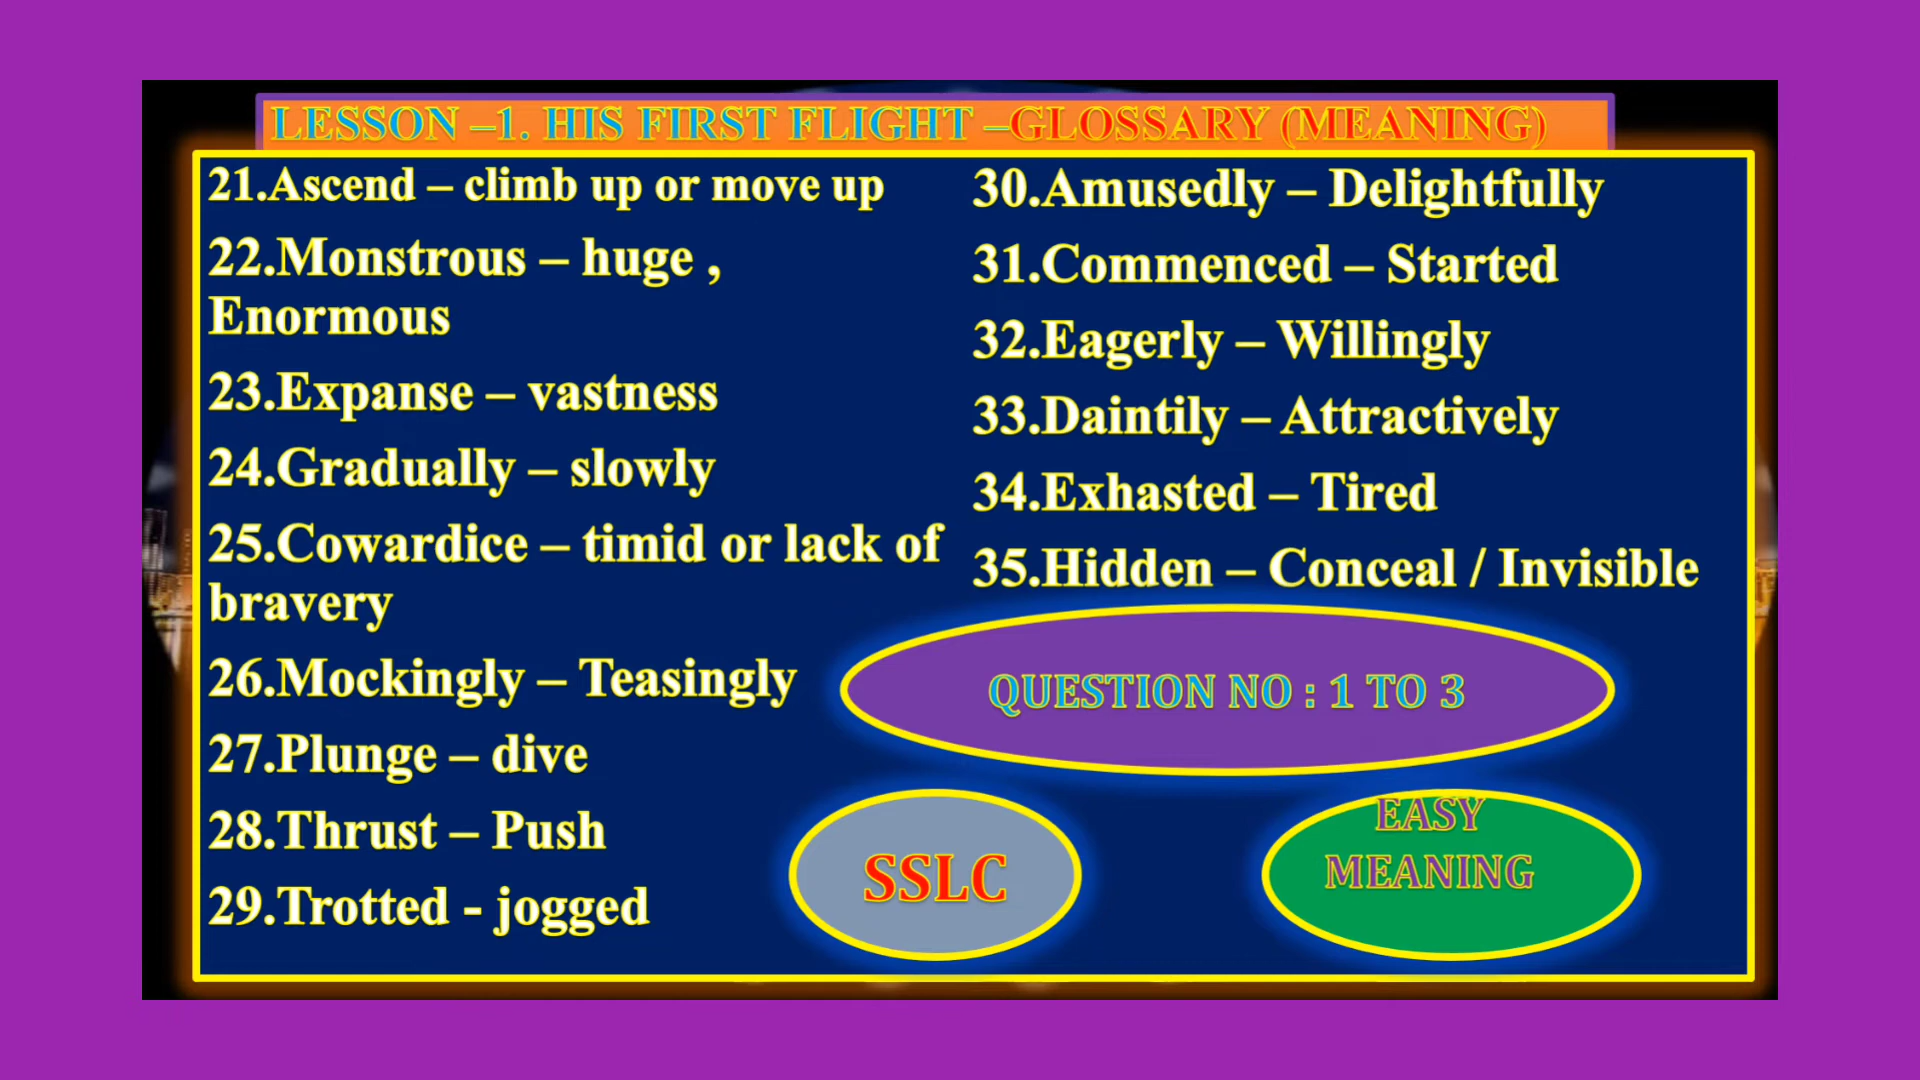 LESSON –1. HIS FIRST FLIGHT –GLOSSARY (MEANING)
21.Ascend – climb up or move up
22.Monstrous – huge ,
Enormous
23.Expanse – vastness
24.Gradually – slowly
25.Cowardice – timid or lack of
bravery
26.Mockingly – Teasingly
27.Plunge – dive
28.Thrust – Push
29.Trotted - jogged
30.Amusedly – Delightfully
31.Commenced – Started
32.Eagerly – Willingly
33.Daintily – Attractively
34.Exhasted – Tired
35.Hidden – Conceal / Invisible
QUESTION NO : 1 TO 3
SSLC
EASY
MEANING